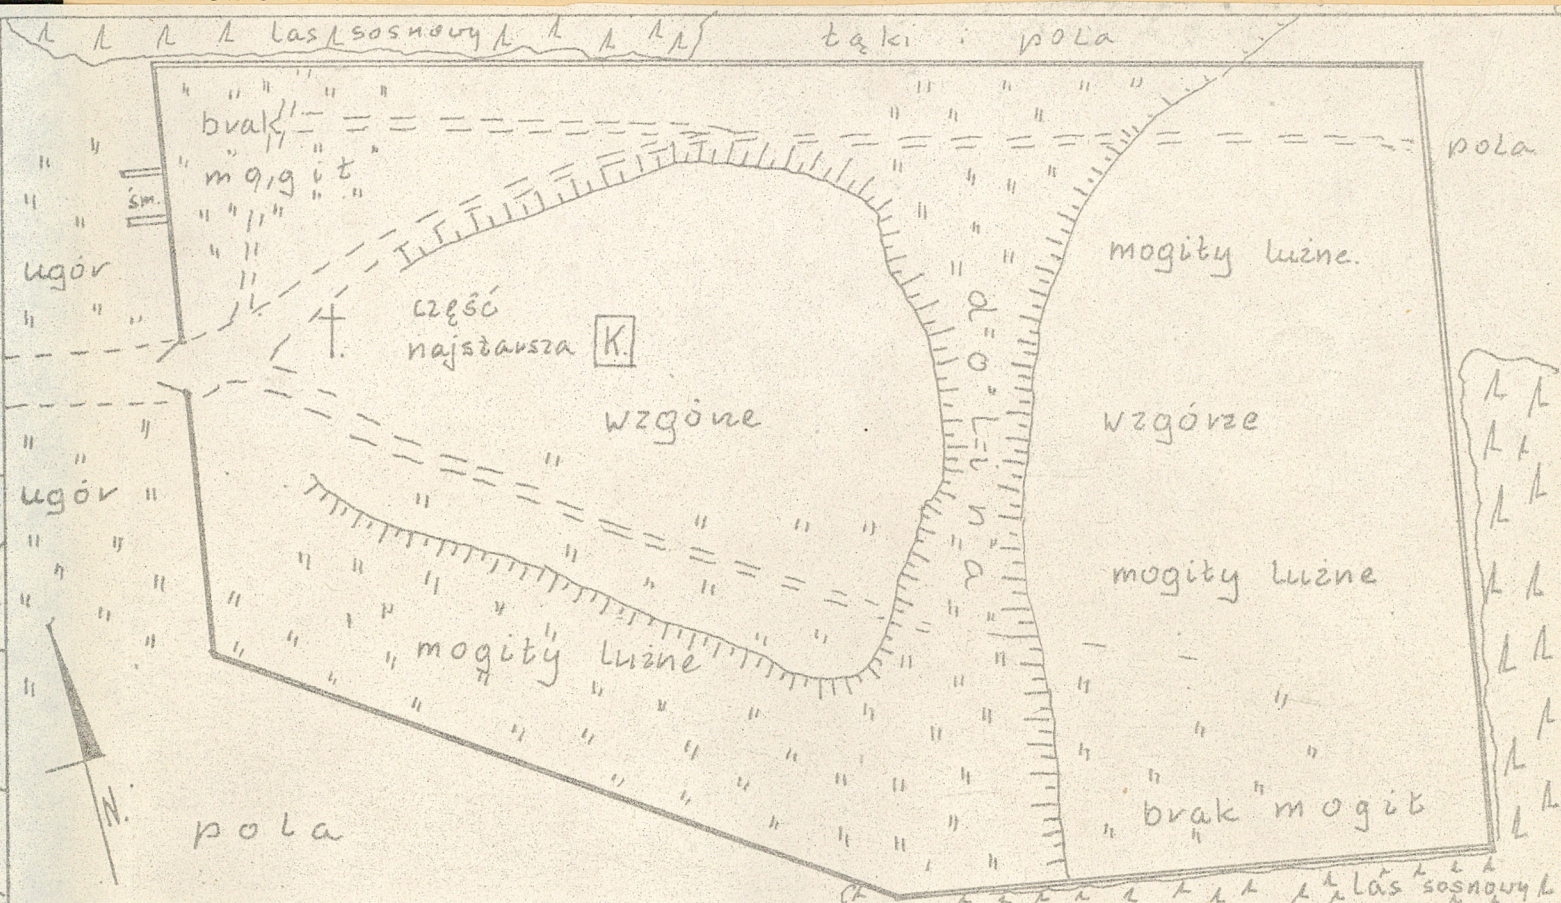 las sosnowy
łąki i pola
brak
mogił
pola
śm.
ugór
mogiły luźne.
część
najstarsza K.
dolina
wzgórze
wzgórze
ugór
mogiły luźne
mogiły luźne
N.
pola
brak mogił
las sosnowy